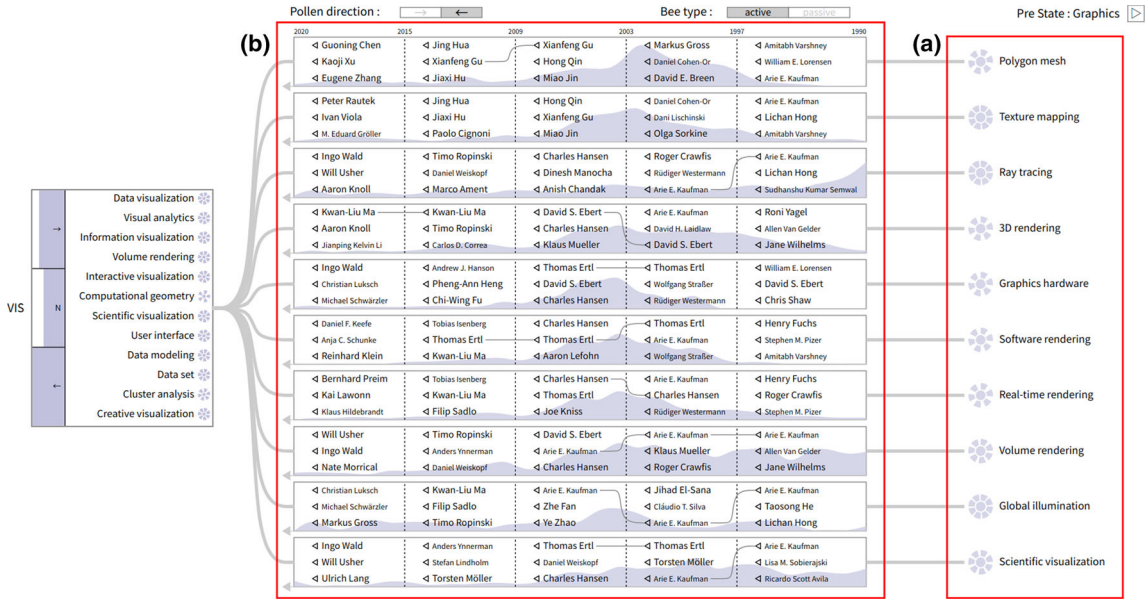 Pollen direction : → ← Bee type : active passive Pre State : Graphics
(b) (a)
2020 2015 2009 2003 1997 1990
Guoning Chen Jing Hua Xianfeng Gu Markus Gross Amitabh Varshney
Kaoji Xu Xianfeng Gu Hong Qin Daniel Cohen-Or William E. Lorensen Polygon mesh
Eugene Zhang Jiaxi Hu Miao Jin David E. Breen Arie E. Kaufman
Peter Rautek Jing Hua Hong Qin Daniel Cohen-Or Arie E. Kaufman
Ivan Viola Jiaxi Hu Xianfeng Gu Dani Lischinski Lichan Hong Texture mapping
M. Eduard Gröller Paolo Cignoni Miao Jin Olga Sorkine Amitabh Varshney
Ingo Wald Timo Ropinski Charles Hansen Roger Crawfis Arie E. Kaufman
Will Usher Daniel Weiskopf Dinesh Manocha Rüdiger Westermann Lichan Hong Ray tracing
Aaron Knoll Marco Ament Anish Chandak Arie E. Kaufman Sudhanshu Kumar Semwal
Kwan-Liu Ma Kwan-Liu Ma David S. Ebert Arie E. Kaufman Roni Yagel
Aaron Knoll Timo Ropinski Charles Hansen David H. Laidlaw Allen Van Gelder 3D rendering
Jianping Kelvin Li Carlos D. Correa Klaus Mueller David S. Ebert Jane Wilhelms
Ingo Wald Andrew J. Hanson Thomas Ertl Thomas Ertl William E. Lorensen
Christian Luksch Pheng-Ann Heng David S. Ebert Wolfgang Straßer David S. Ebert Graphics hardware
Michael Schwärzler Chi-Wing Fu Charles Hansen Rüdiger Westermann Chris Shaw
Daniel F. Keefe Tobias Isenberg Charles Hansen Thomas Ertl Henry Fuchs
Anja C. Schunke Thomas Ertl Thomas Ertl Arie E. Kaufman Stephen M. Pizer Software rendering
Reinhard Klein Kwan-Liu Ma Aaron Lefohn Wolfgang Straßer Amitabh Varshney
Bernhard Preim Tobias Isenberg Charles Hansen Arie E. Kaufman Henry Fuchs
Kai Lawonn Kwan-Liu Ma Thomas Ertl Charles Hansen Roger Crawfis Real-time rendering
Klaus Hildebrandt Filip Sadlo Joe Kniss Rüdiger Westermann Stephen M. Pizer
Will Usher Timo Ropinski David S. Ebert Arie E. Kaufman Arie E. Kaufman
Ingo Wald Anders Ynnerman Arie E. Kaufman Klaus Mueller Allen Van Gelder Volume rendering
Nate Morrical Daniel Weiskopf Charles Hansen Roger Crawfis Jane Wilhelms
Christian Luksch Kwan-Liu Ma Arie E. Kaufman Jihad El-Sana Arie E. Kaufman
Michael Schwärzler Filip Sadlo Zhe Fan Cláudio T. Silva Taosong He Global illumination
Markus Gross Timo Ropinski Ye Zhao Arie E. Kaufman Lichan Hong
Ingo Wald Anders Ynnerman Thomas Ertl Thomas Ertl Arie E. Kaufman
Will Usher Stefan Lindholm Daniel Weiskopf Torsten Möller Lisa M. Sobierajski Scientific visualization
Ulrich Lang Torsten Möller Charles Hansen Arie E. Kaufman Ricardo Scott Avila
VIS
→
N
←
Data visualization
Visual analytics
Information visualization
Volume rendering
Interactive visualization
Computational geometry
Scientific visualization
User interface
Data modeling
Data set
Cluster analysis
Creative visualization